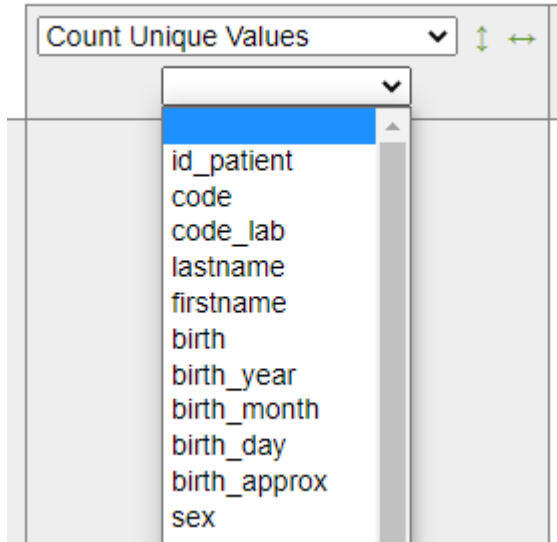 Count Unique Values
id_patient
code
code_lab
lastname
firstname
birth
birth_year
birth_month
birth_day
birth_approx
sex